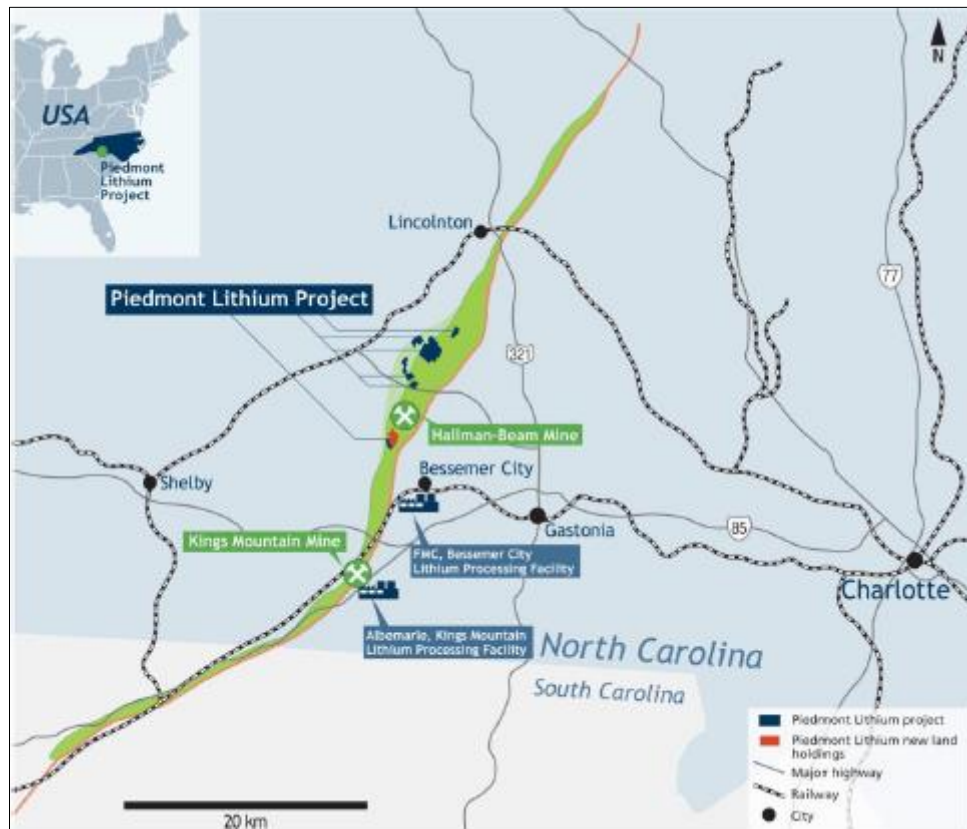 N
USA
Piedmont
Lithium
Project
Lincolnton
77
Piedmont Lithium Project
321
Hallman-Beam Mine
Bessemer City
Shelby
Gastonia
85
Kings Mountain Mine
FMC, Bessemer City
Lithium Processing Facility
Charlotte
Albemarle, Kings Mountain
Lithium Processing Facility
North Carolina
South Carolina
Piedmont Lithium project
Piedmont Lithium new land
holdings
Major highway
Railway
City
20 km